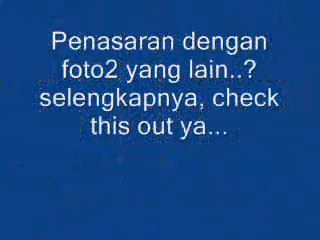 Penasaran dengan
foto2 yang lain..?
selengkapnya, check
this out ya...